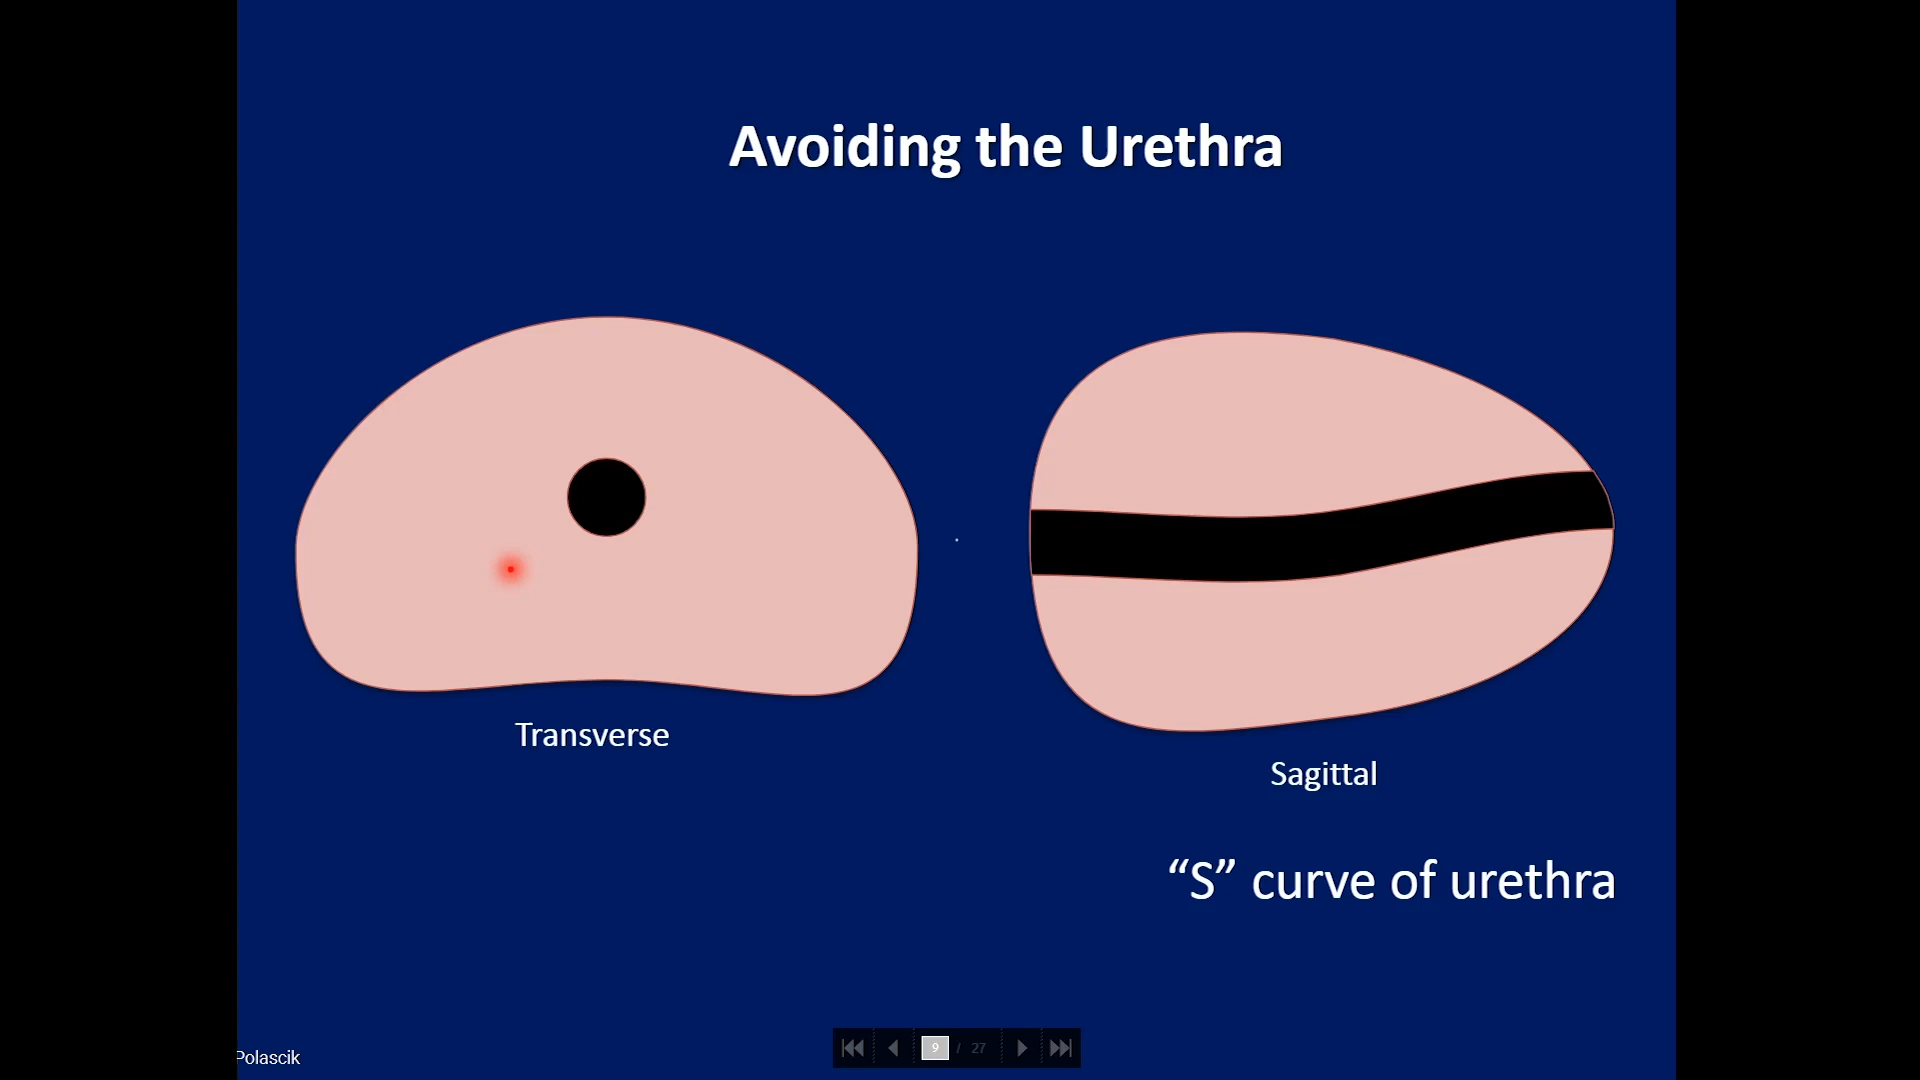 Avoiding the Urethra
Transverse
Sagittal
“S” curve of urethra
Polascik
9 / 27